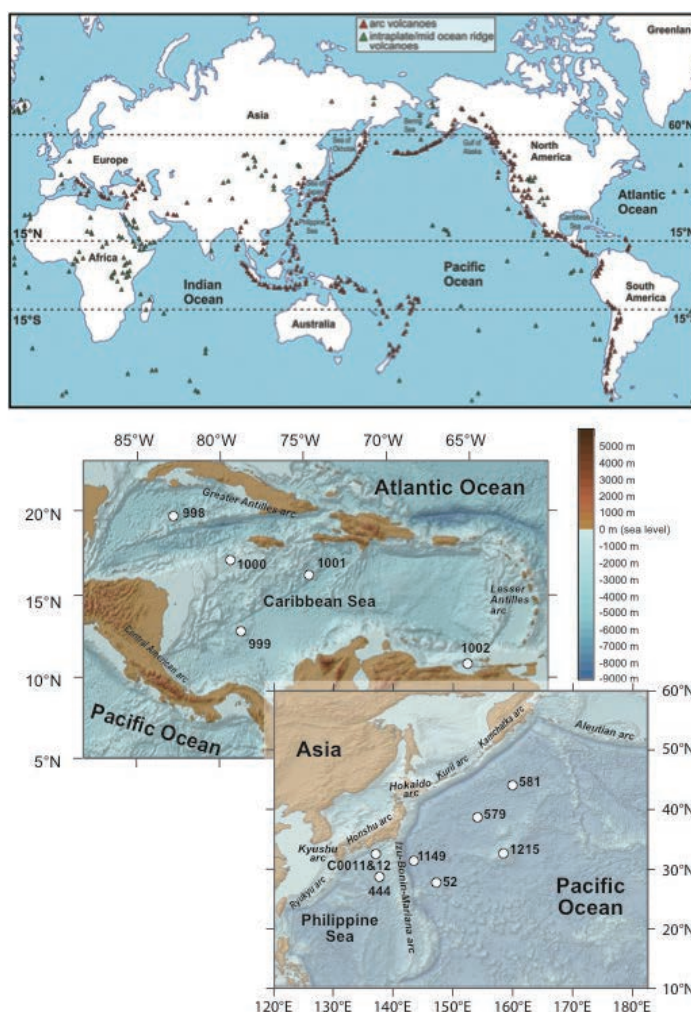 arc volcanoes
intraplate/mid ocean ridge
volcanoes
Greenland
Asia
60°N
Bering
Sea
Sea of
Okhotsk
Gulf of
Alaska
North
America
Europe
Atlantic
Ocean
Sea of
Japan
Philippine
Sea
Caribbean
Sea
15°N
15°N
Africa
Pacific
Ocean
Indian
Ocean
South
America
15°S
15°S
Australia
85°W 80°W 75°W 70°W 65°W
5000 m
4000 m
3000 m
2000 m
1000 m
0 m (sea level)
-1000 m
-2000 m
-3000 m
-4000 m
-5000 m
-6000 m
-7000 m
-8000 m
-9000 m
Greater Antilles arc
Atlantic Ocean
20°N
998
1000
1001
15°N
Caribbean Sea
Lesser
Antilles
arc
999
1002
Central American arc
10°N
Pacific Ocean
5°N
60°N
Asia
Kamchatka arc
Aleutian arc
50°N
Kuril arc
Hokaido
arc
581
40°N
Honshu arc
579
Kyushu
arc
C0011&12
1149
1215
30°N
444
52
Izu-Bonin-Mariana arc
Ryukyu arc
Philippine
Sea
Pacific
Ocean
20°N
10°N
120°E 130°E 140°E 150°E 160°E 170°E 180°E